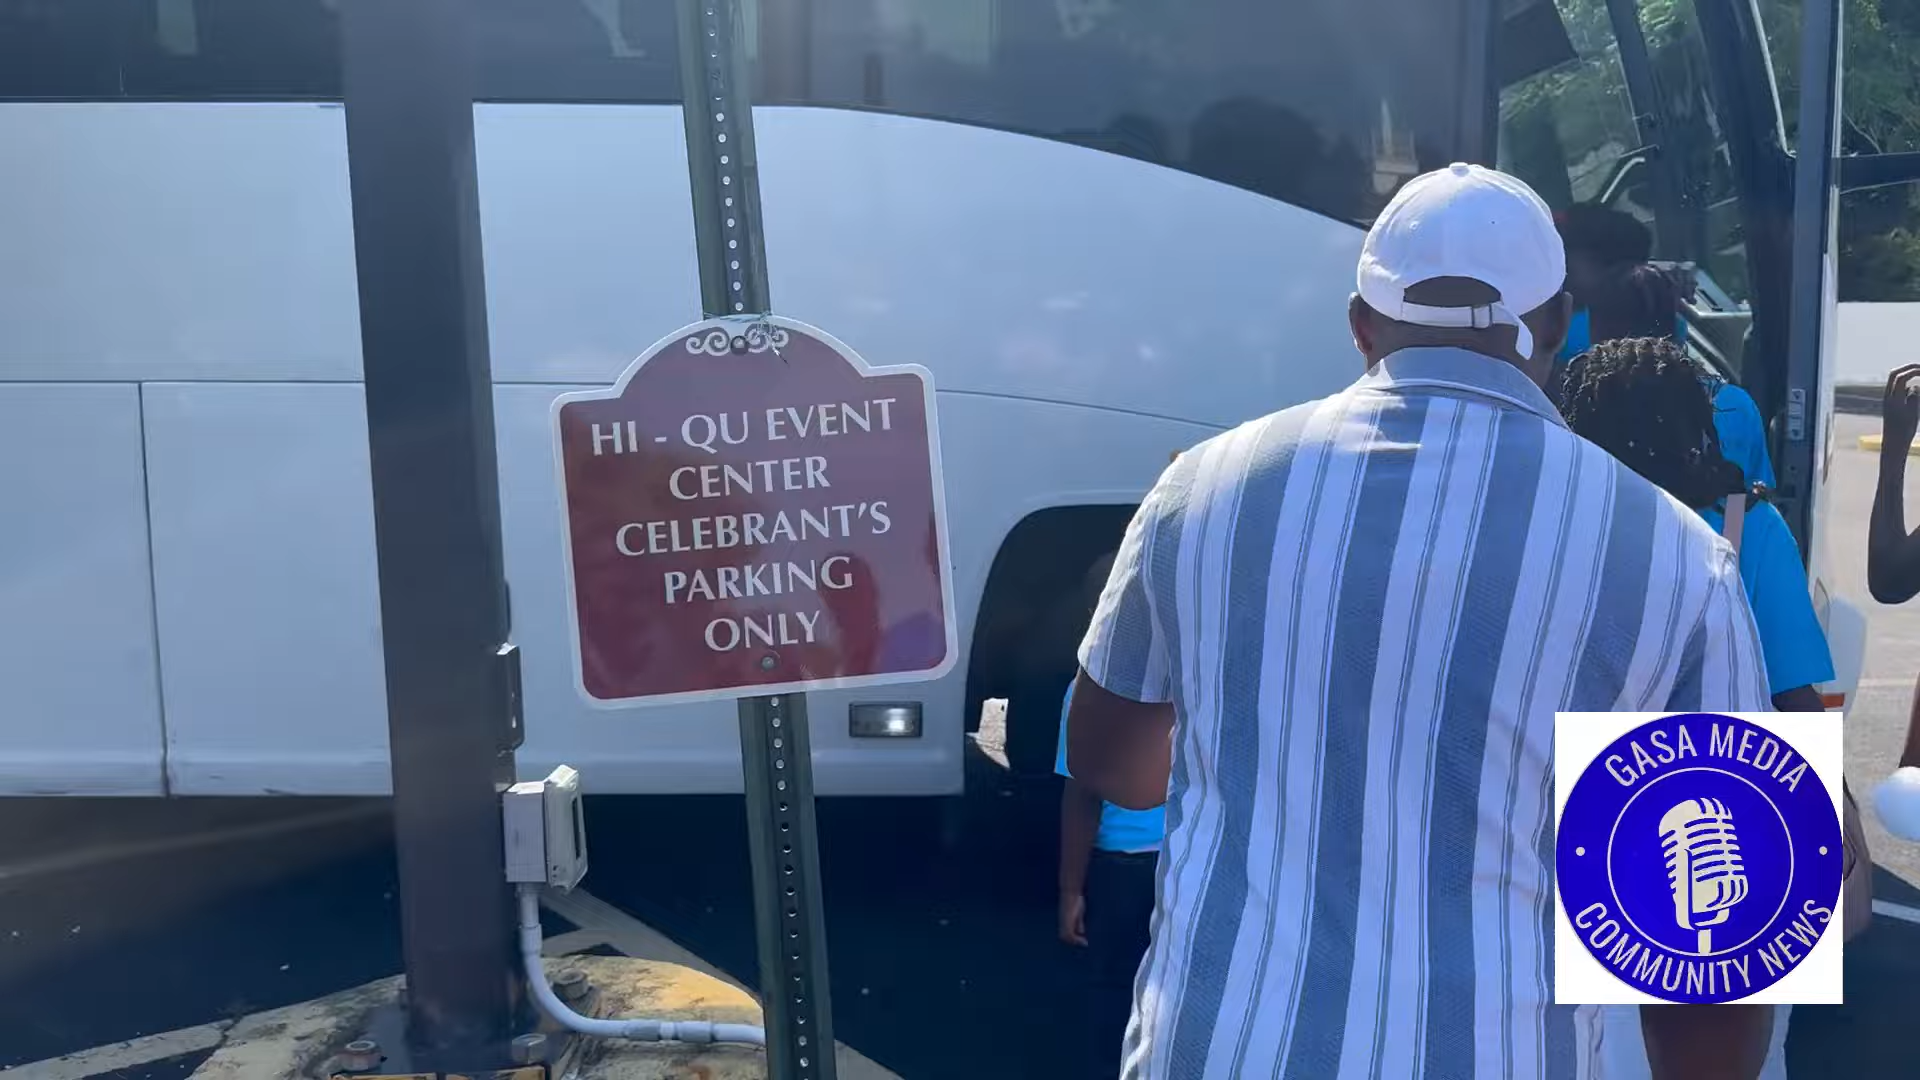 HI - QU EVENT
CENTER
CELEBRANT'S
PARKING
ONLY
GASA MEDIA
COMMUNITY NEWS